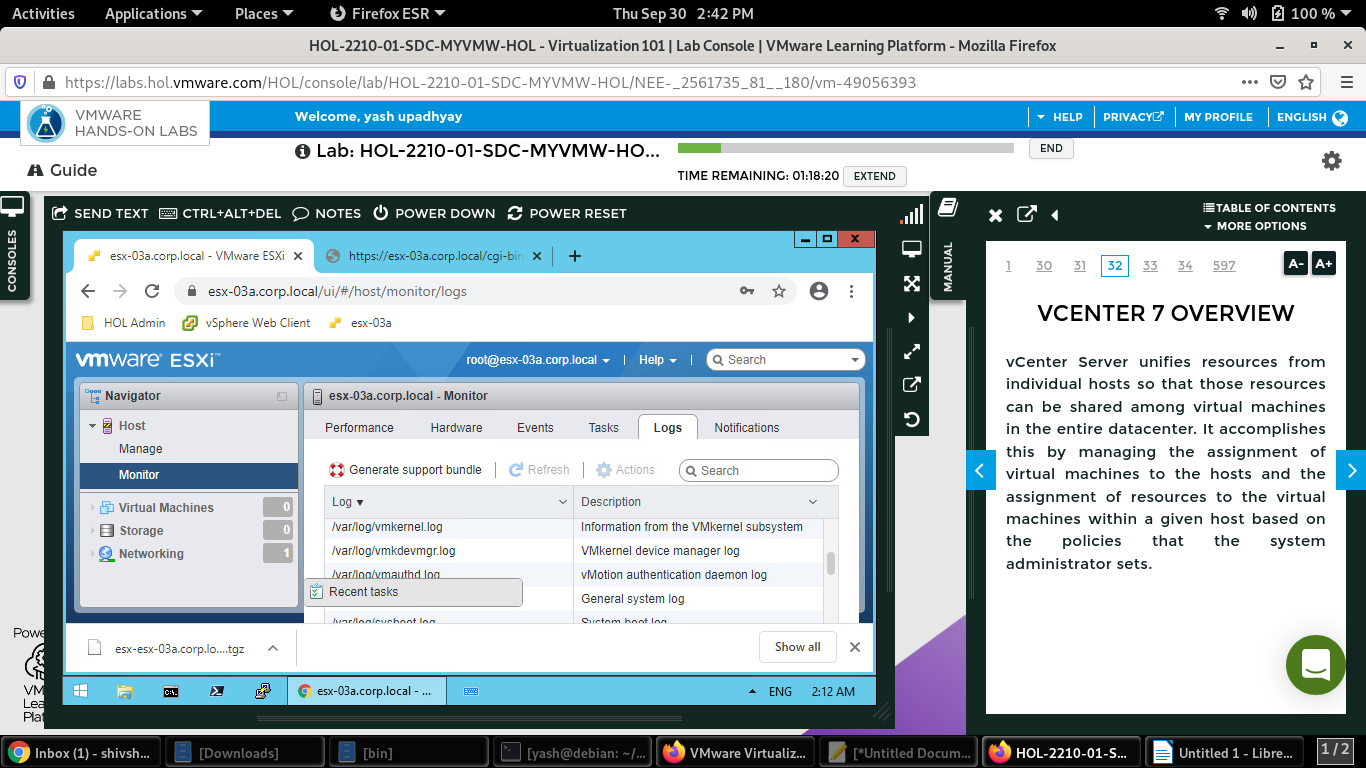 Activities Applications Places Firefox ESR Thu Sep 30 2:42 PM 100 %
HOL-2210-01-SDC-MYVMW-HOL - Virtualization 101 | Lab Console | VMware Learning Platform - Mozilla Firefox
https://labs.hol.vmware.com/HOL/console/lab/HOL-2210-01-SDC-MYVMW-HOL/NEE-_2561735_81__180/vm-49056393
VMWARE
HANDS-ON LABS
Welcome, yash upadhyay
HELP PRIVACY MY PROFILE ENGLISH
Guide
Lab: HOL-2210-01-SDC-MYVMW-HO...
END
TIME REMAINING: 01:18:20 EXTEND
CONSOLES
SEND TEXT CTRL+ALT+DEL NOTES POWER DOWN POWER RESET
esx-03a.corp.local - VMware ESXi
https://esx-03a.corp.local/cgi-bin
esx-03a.corp.local/ui/#/host/monitor/logs
HOL Admin vSphere Web Client esx-03a
vmware ESXi™
root@esx-03a.corp.local | Help | Search
Navigator
Host
Manage
Monitor
Virtual Machines 0
Storage 0
Networking 1
esx-03a.corp.local - Monitor
Performance Hardware Events Tasks Logs Notifications
Generate support bundle Refresh Actions Search
Log Description
/var/log/vmkernel.log Information from the VMkernel subsystem
/var/log/vmkdevmgr.log VMkernel device manager log
/var/log/vmauthd.log vMotion authentication daemon log
General system log
/var/log/sysboot.log System boot log
Recent tasks
esx-esx-03a.corp.lo....tgz
Show all
esx-03a.corp.local - ...
ENG 2:12 AM
MANUAL
TABLE OF CONTENTS
MORE OPTIONS
1 30 31 32 33 34 597
A- A+
VCENTER 7 OVERVIEW
vCenter Server unifies resources from
individual hosts so that those resources
can be shared among virtual machines
in the entire datacenter. It accomplishes
this by managing the assignment of
virtual machines to the hosts and the
assignment of resources to the virtual
machines within a given host based on
the policies that the system
administrator sets.
Inbox (1) - shivsh... [Downloads] [bin] [yash@debian: ~/... VMware Virtualiz... [*Untitled Docum... HOL-2210-01-S... Untitled 1 - Libre... 1 / 2